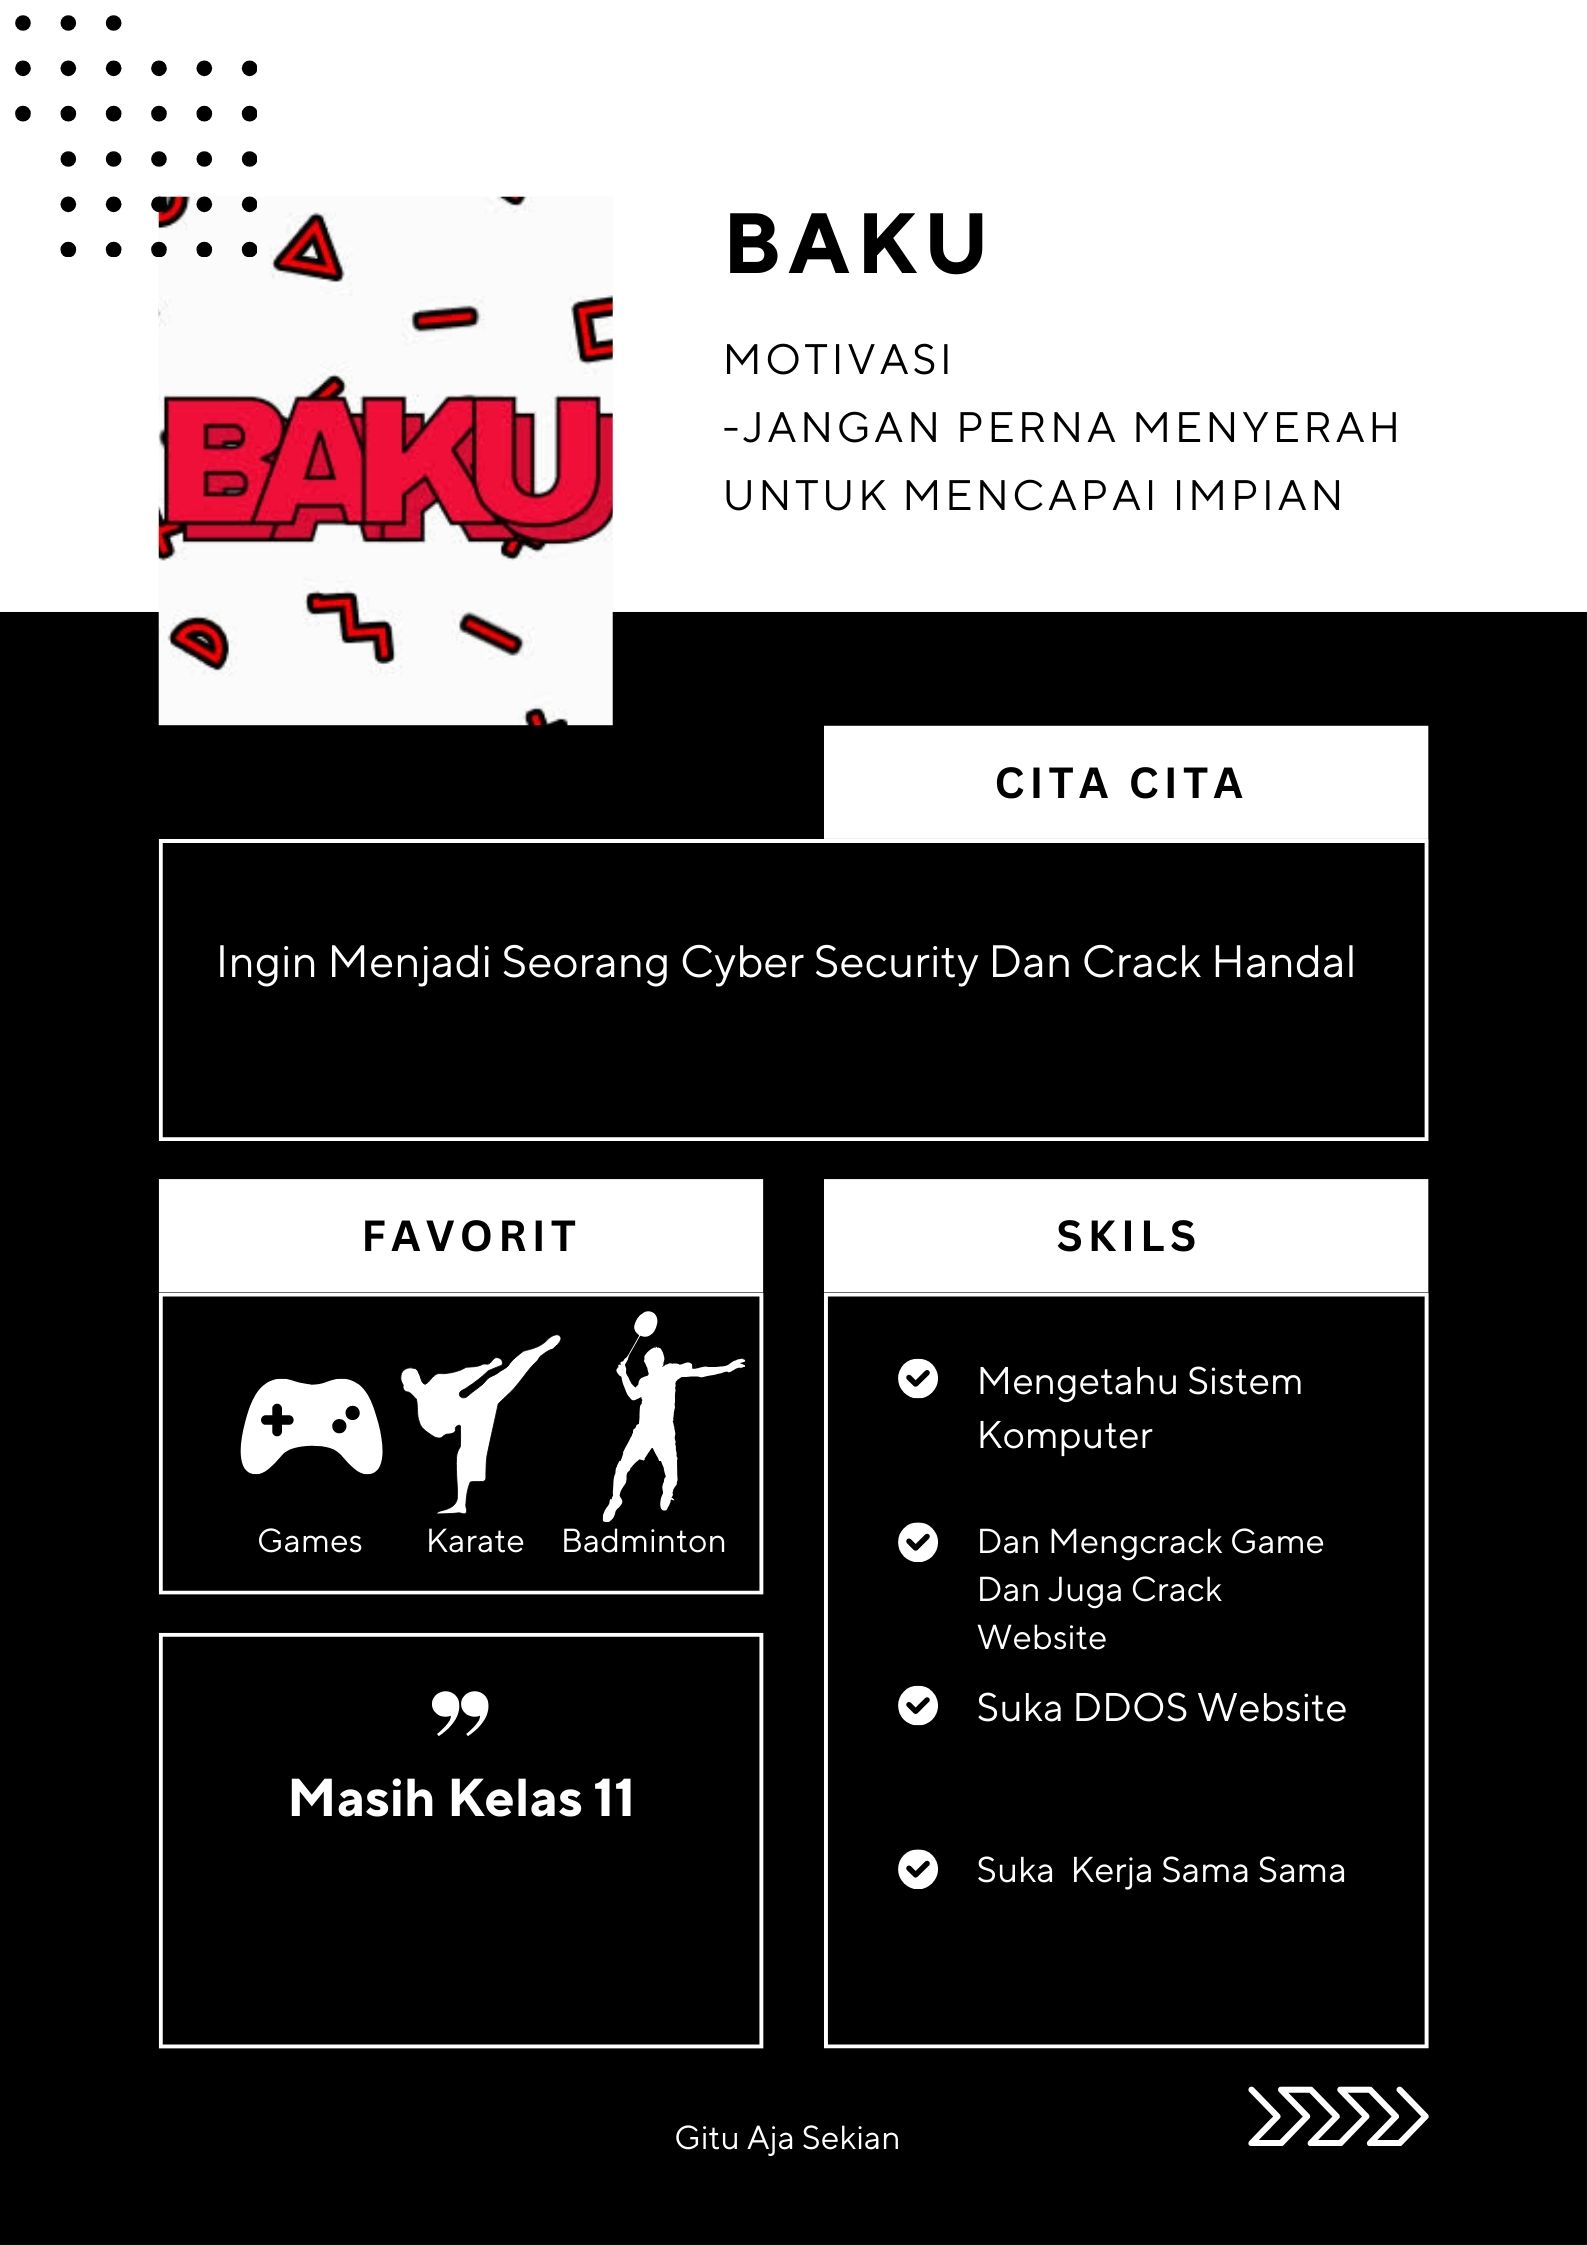 BAKU
BAKU
MOTIVASI
-JANGAN PERNA MENYERAH
UNTUK MENCAPAI IMPIAN
CITA CITA
Ingin Menjadi Seorang Cyber Security Dan Crack Handal
FAVORIT
Games
Karate
Badminton
❟❟
Masih Kelas 11
SKILS
Mengetahu Sistem
Komputer
Dan Mengcrack Game
Dan Juga Crack
Website
Suka DDOS Website
Suka  Kerja Sama Sama
Gitu Aja Sekian